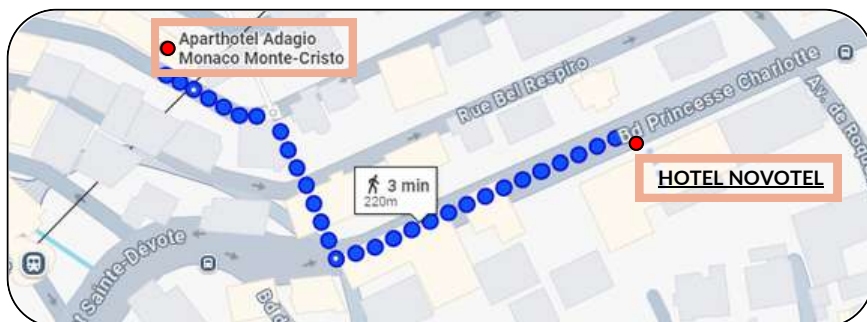 Aparthotel Adagio
Monaco Monte-Cristo
Rue Bel Respiro
Bd Princesse Charlotte
Av. de Roq
HOTEL NOVOTEL
3 min
220m
Sainte-Dévote
Bd d